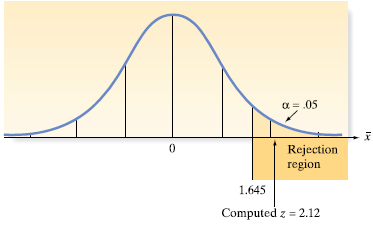 α = .05
x̄
0
Rejection
region
1.645
Computed z = 2.12